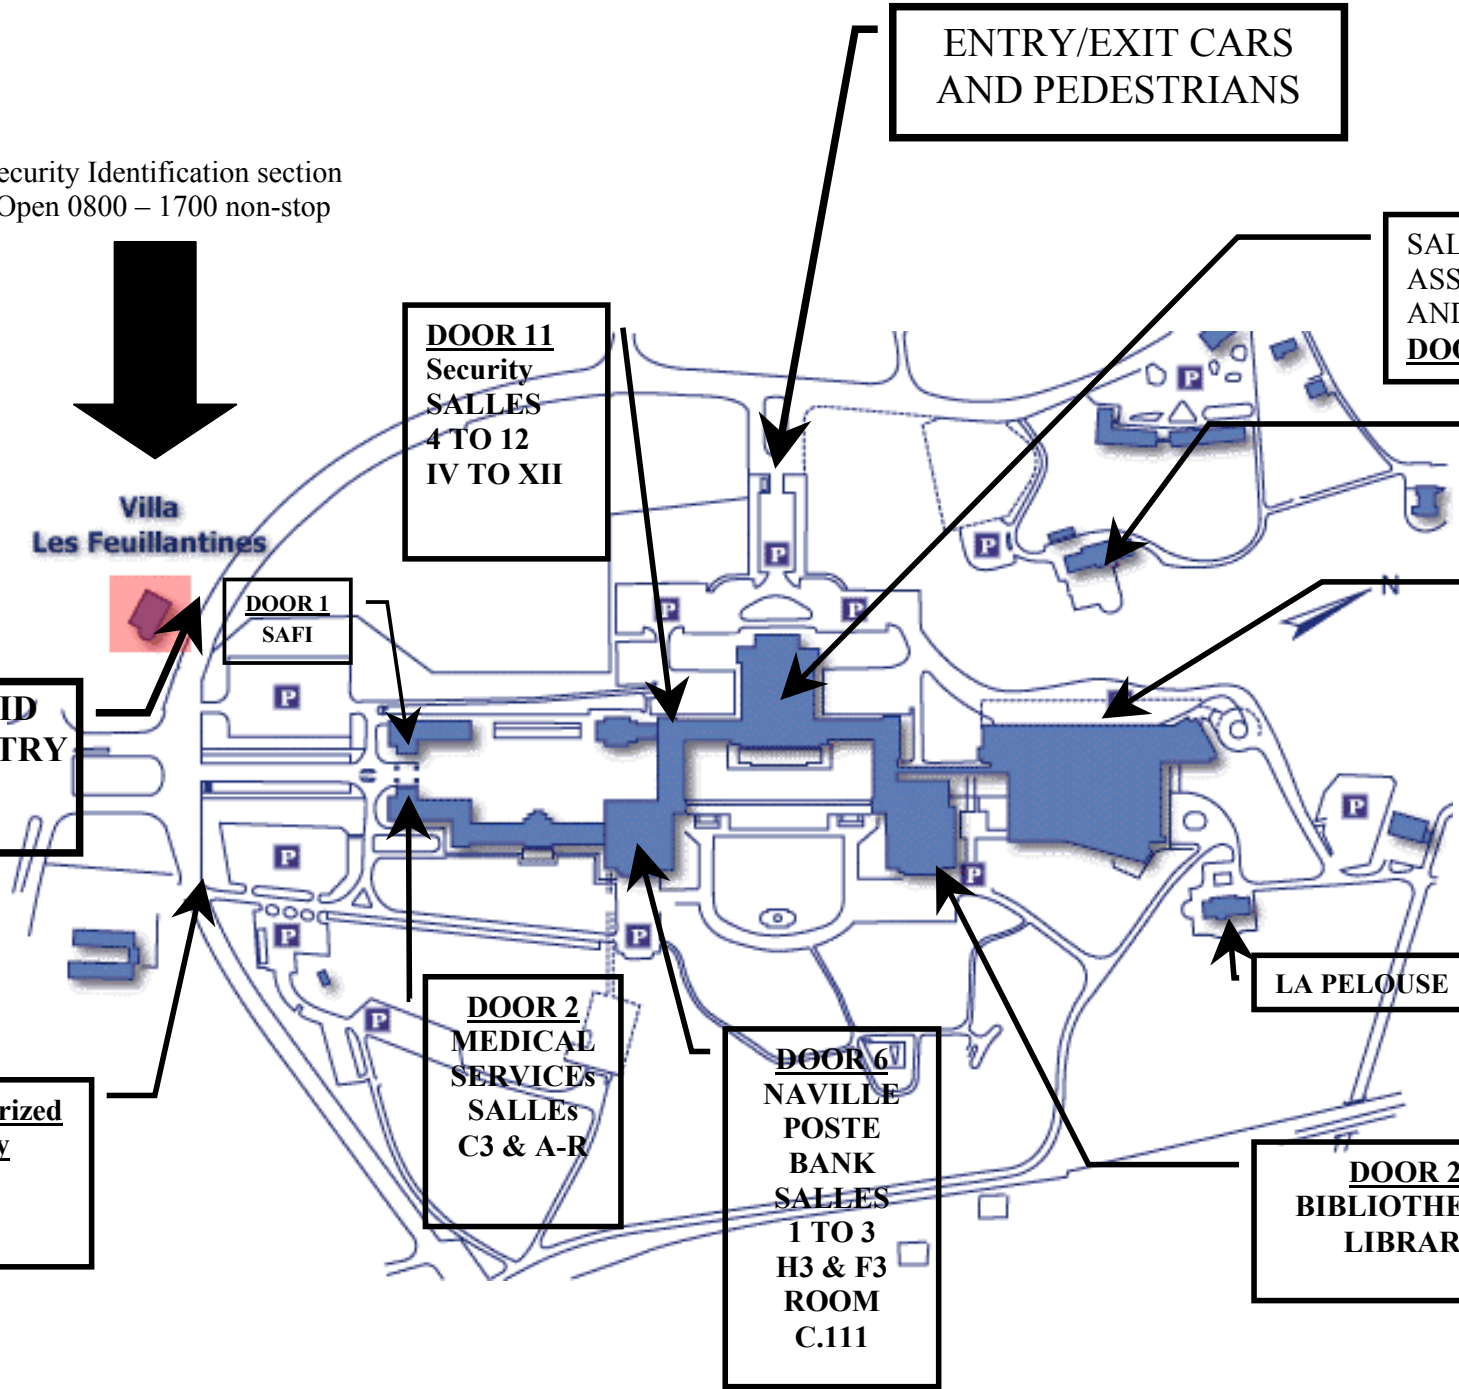 ENTRY/EXIT CARS
AND PEDESTRIANS
ecurity Identification section
Open 0800 – 1700 non-stop
SAL
ASS
AND
DOO
DOOR 11
Security
SALLES
4 TO 12
IV TO XII
P
P
Villa
Les Feuillantines
P
N
DOOR 1
SAFI
P
P
P
ID
TRY
P
P
P
P
P
LA PELOUSE
P
DOOR 2
MEDICAL
SERVICEs
SALLEs
C3 & A-R
DOOR 6
NAVILLE
POSTE
BANK
SALLES
1 TO 3
H3 & F3
ROOM
C.111
rized
y
DOOR 2
BIBLIOTHE
LIBRAR